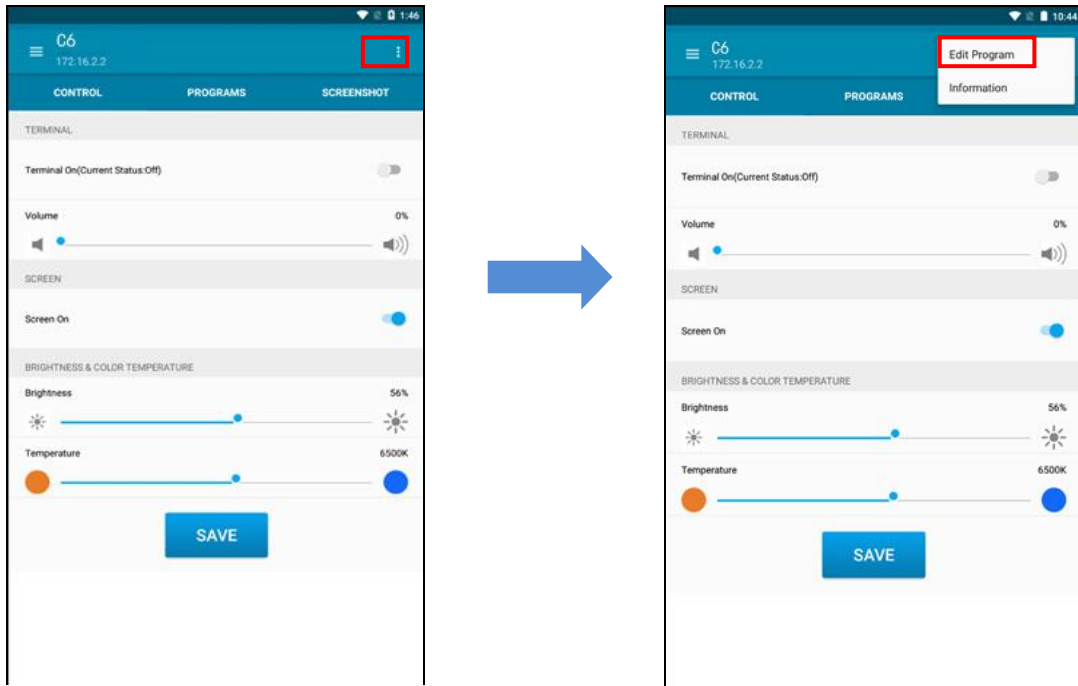 1:46
C6
172.16.2.2
CONTROL PROGRAMS SCREENSHOT
TERMINAL
Terminal On(Current Status:Off)
Volume 0%
SCREEN
Screen On
BRIGHTNESS & COLOR TEMPERATURE
Brightness 56%
Temperature 6500K
SAVE
10:44
C6
172.16.2.2
Edit Program
Information
CONTROL PROGRAMS
TERMINAL
Terminal On(Current Status:Off)
Volume 0%
SCREEN
Screen On
BRIGHTNESS & COLOR TEMPERATURE
Brightness 56%
Temperature 6500K
SAVE